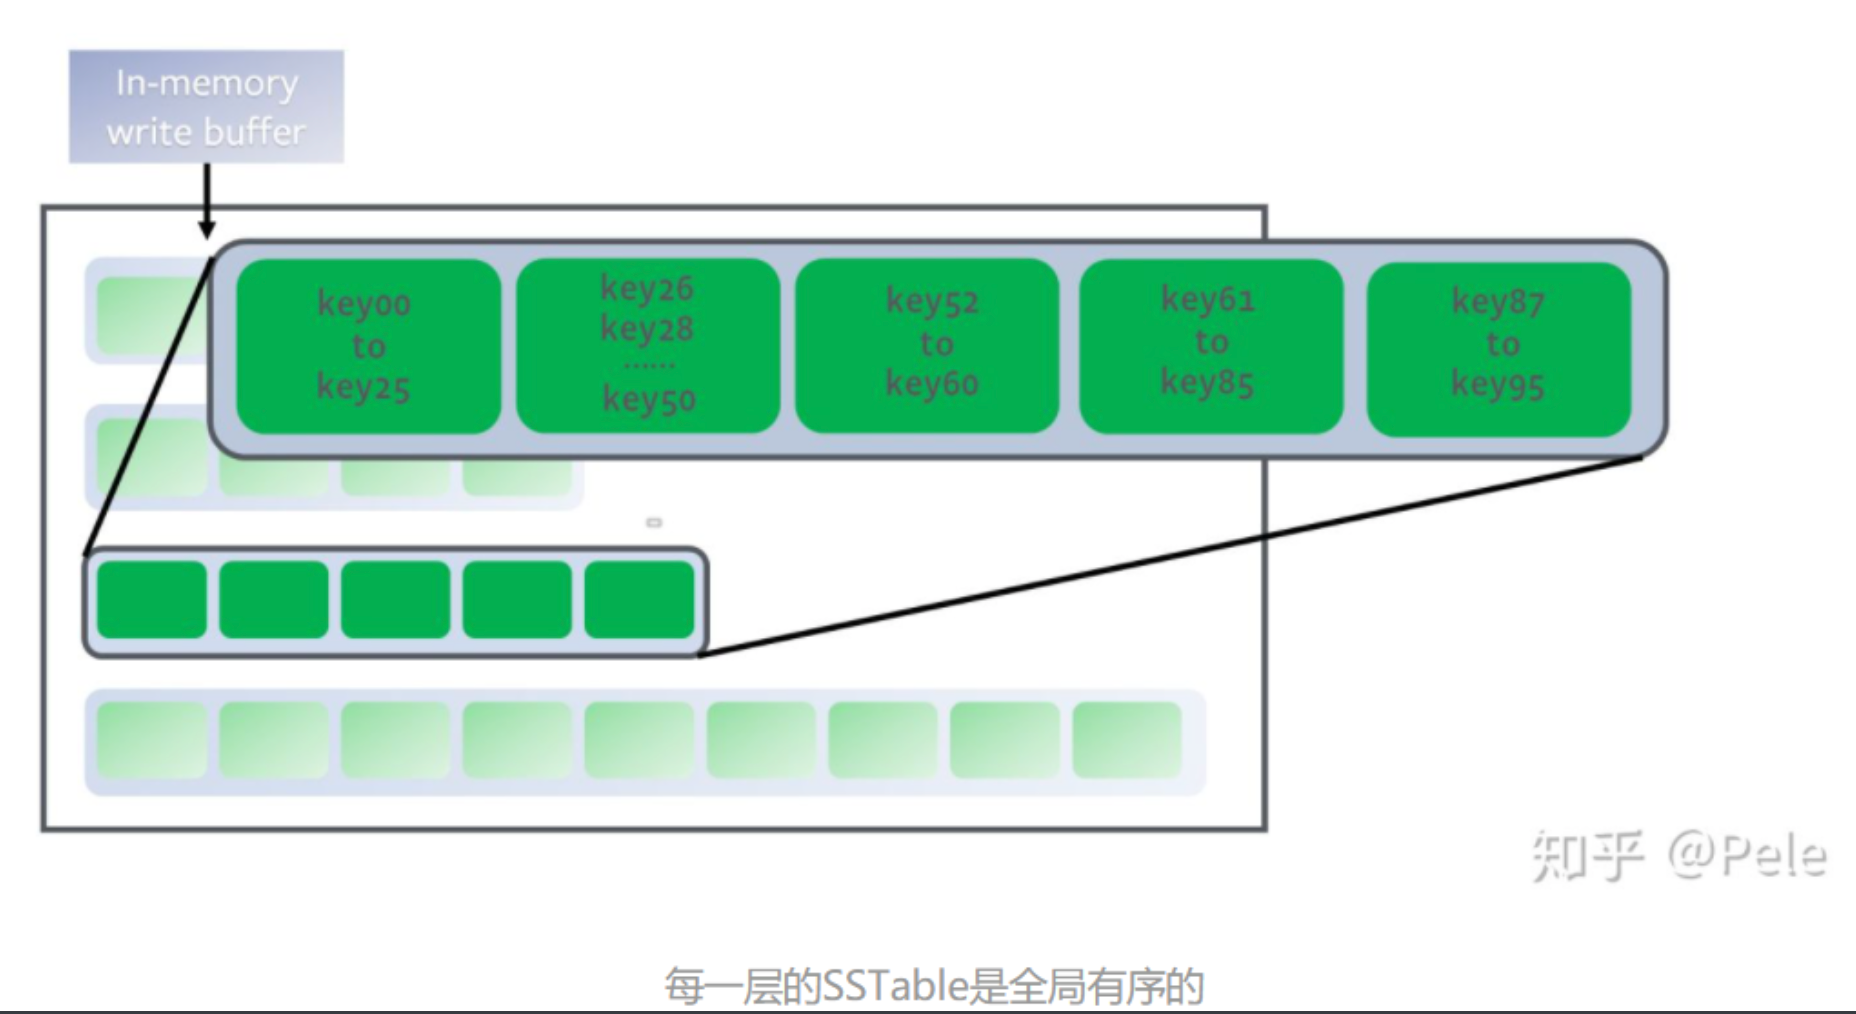 In-memory
write buffer
key00
to
key25
key26
key28
......
key50
key52
to
key60
key61
to
key85
key87
to
key95
知乎 @Pele
每一层的SSTable是全局有序的